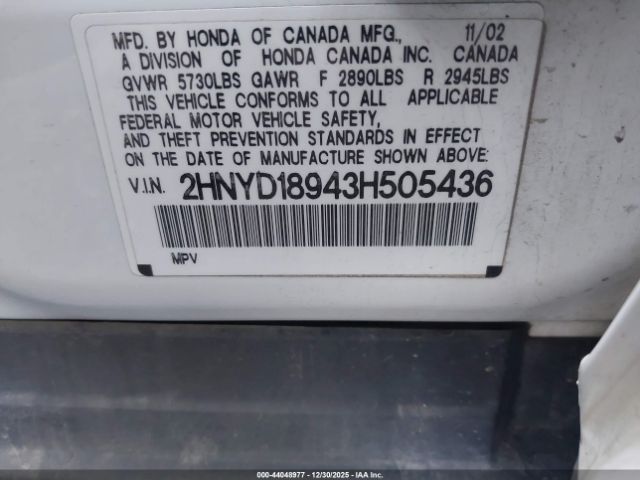 MFD. BY HONDA OF CANADA MFG., 11/02
A DIVISION OF HONDA CANADA INC. CANADA
GVWR 5730LBS GAWR F 2890LBS R 2945LBS
THIS VEHICLE CONFORMS TO ALL APPLICABLE
FEDERAL MOTOR VEHICLE SAFETY,
AND THEFT PREVENTION STANDARDS IN EFFECT
ON THE DATE OF MANUFACTURE SHOWN ABOVE:
V.I.N. 2HNYD18943H505436
MPV
000-44048977 - 12/30/2025 - IAA Holdings, LLC.